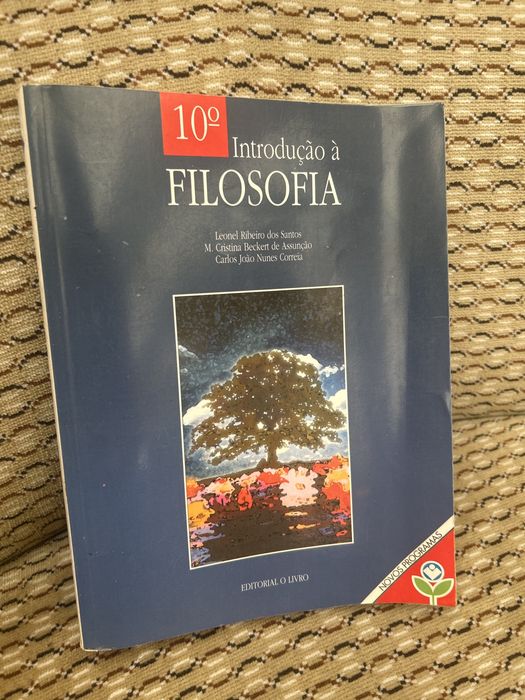 10º
Introdução à
FILOSOFIA
Leonel Ribeiro dos Santos
M. Cristina Beckert de Assunção
Carlos João Nunes Correia
EDITORIAL O LIVRO
NOVOS PROGRAMAS